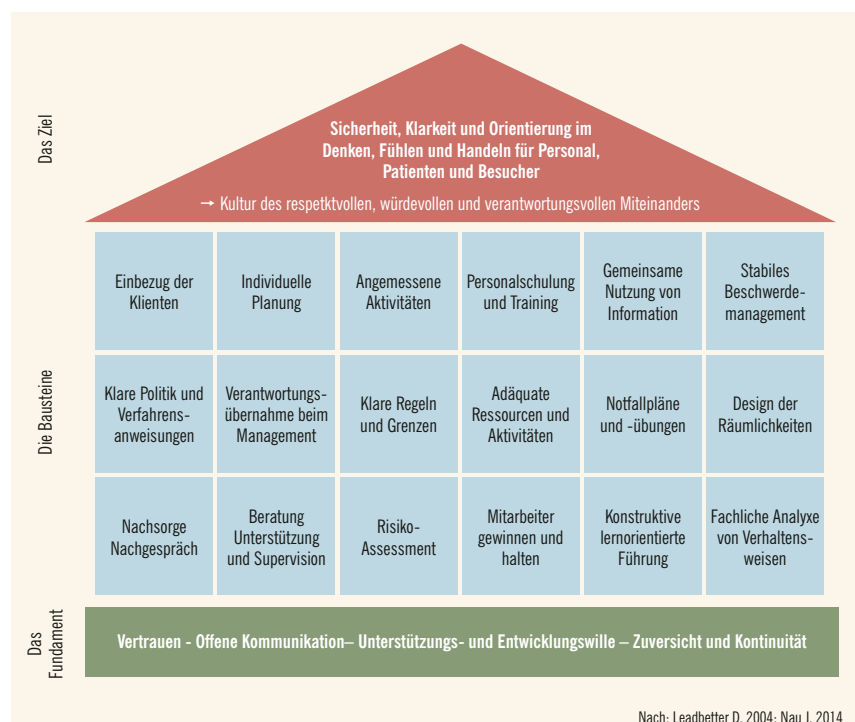 Das Ziel
Sicherheit, Klarkeit und Orientierung im
Denken, Fühlen und Handeln für Personal,
Patienten und Besucher
→ Kultur des respetktvollen, würdevollen und verantwortungsvollen Miteinanders
Die Bausteine
Einbezug der
Klienten
Individuelle
Planung
Angemessene
Aktivitäten
Personalschulung
und Training
Gemeinsame
Nutzung von
Information
Stabiles
Beschwerde-
management
Klare Politik und
Verfahrens-
anweisungen
Verantwortungs-
übernahme beim
Management
Klare Regeln
und Grenzen
Adäquate
Ressourcen und
Aktivitäten
Notfallpläne
und -übungen
Design der
Räumlichkeiten
Nachsorge
Nachgespräch
Beratung
Unterstützung
und Supervision
Risiko-
Assessment
Mitarbeiter
gewinnen und
halten
Konstruktive
lernorientierte
Führung
Fachliche Analyxe
von Verhaltens-
weisen
Das
Fundament
Vertrauen - Offene Kommunikation– Unterstützungs- und Entwicklungswille – Zuversicht und Kontinuität
Nach: Leadbetter D. 2004; Nau J. 2014